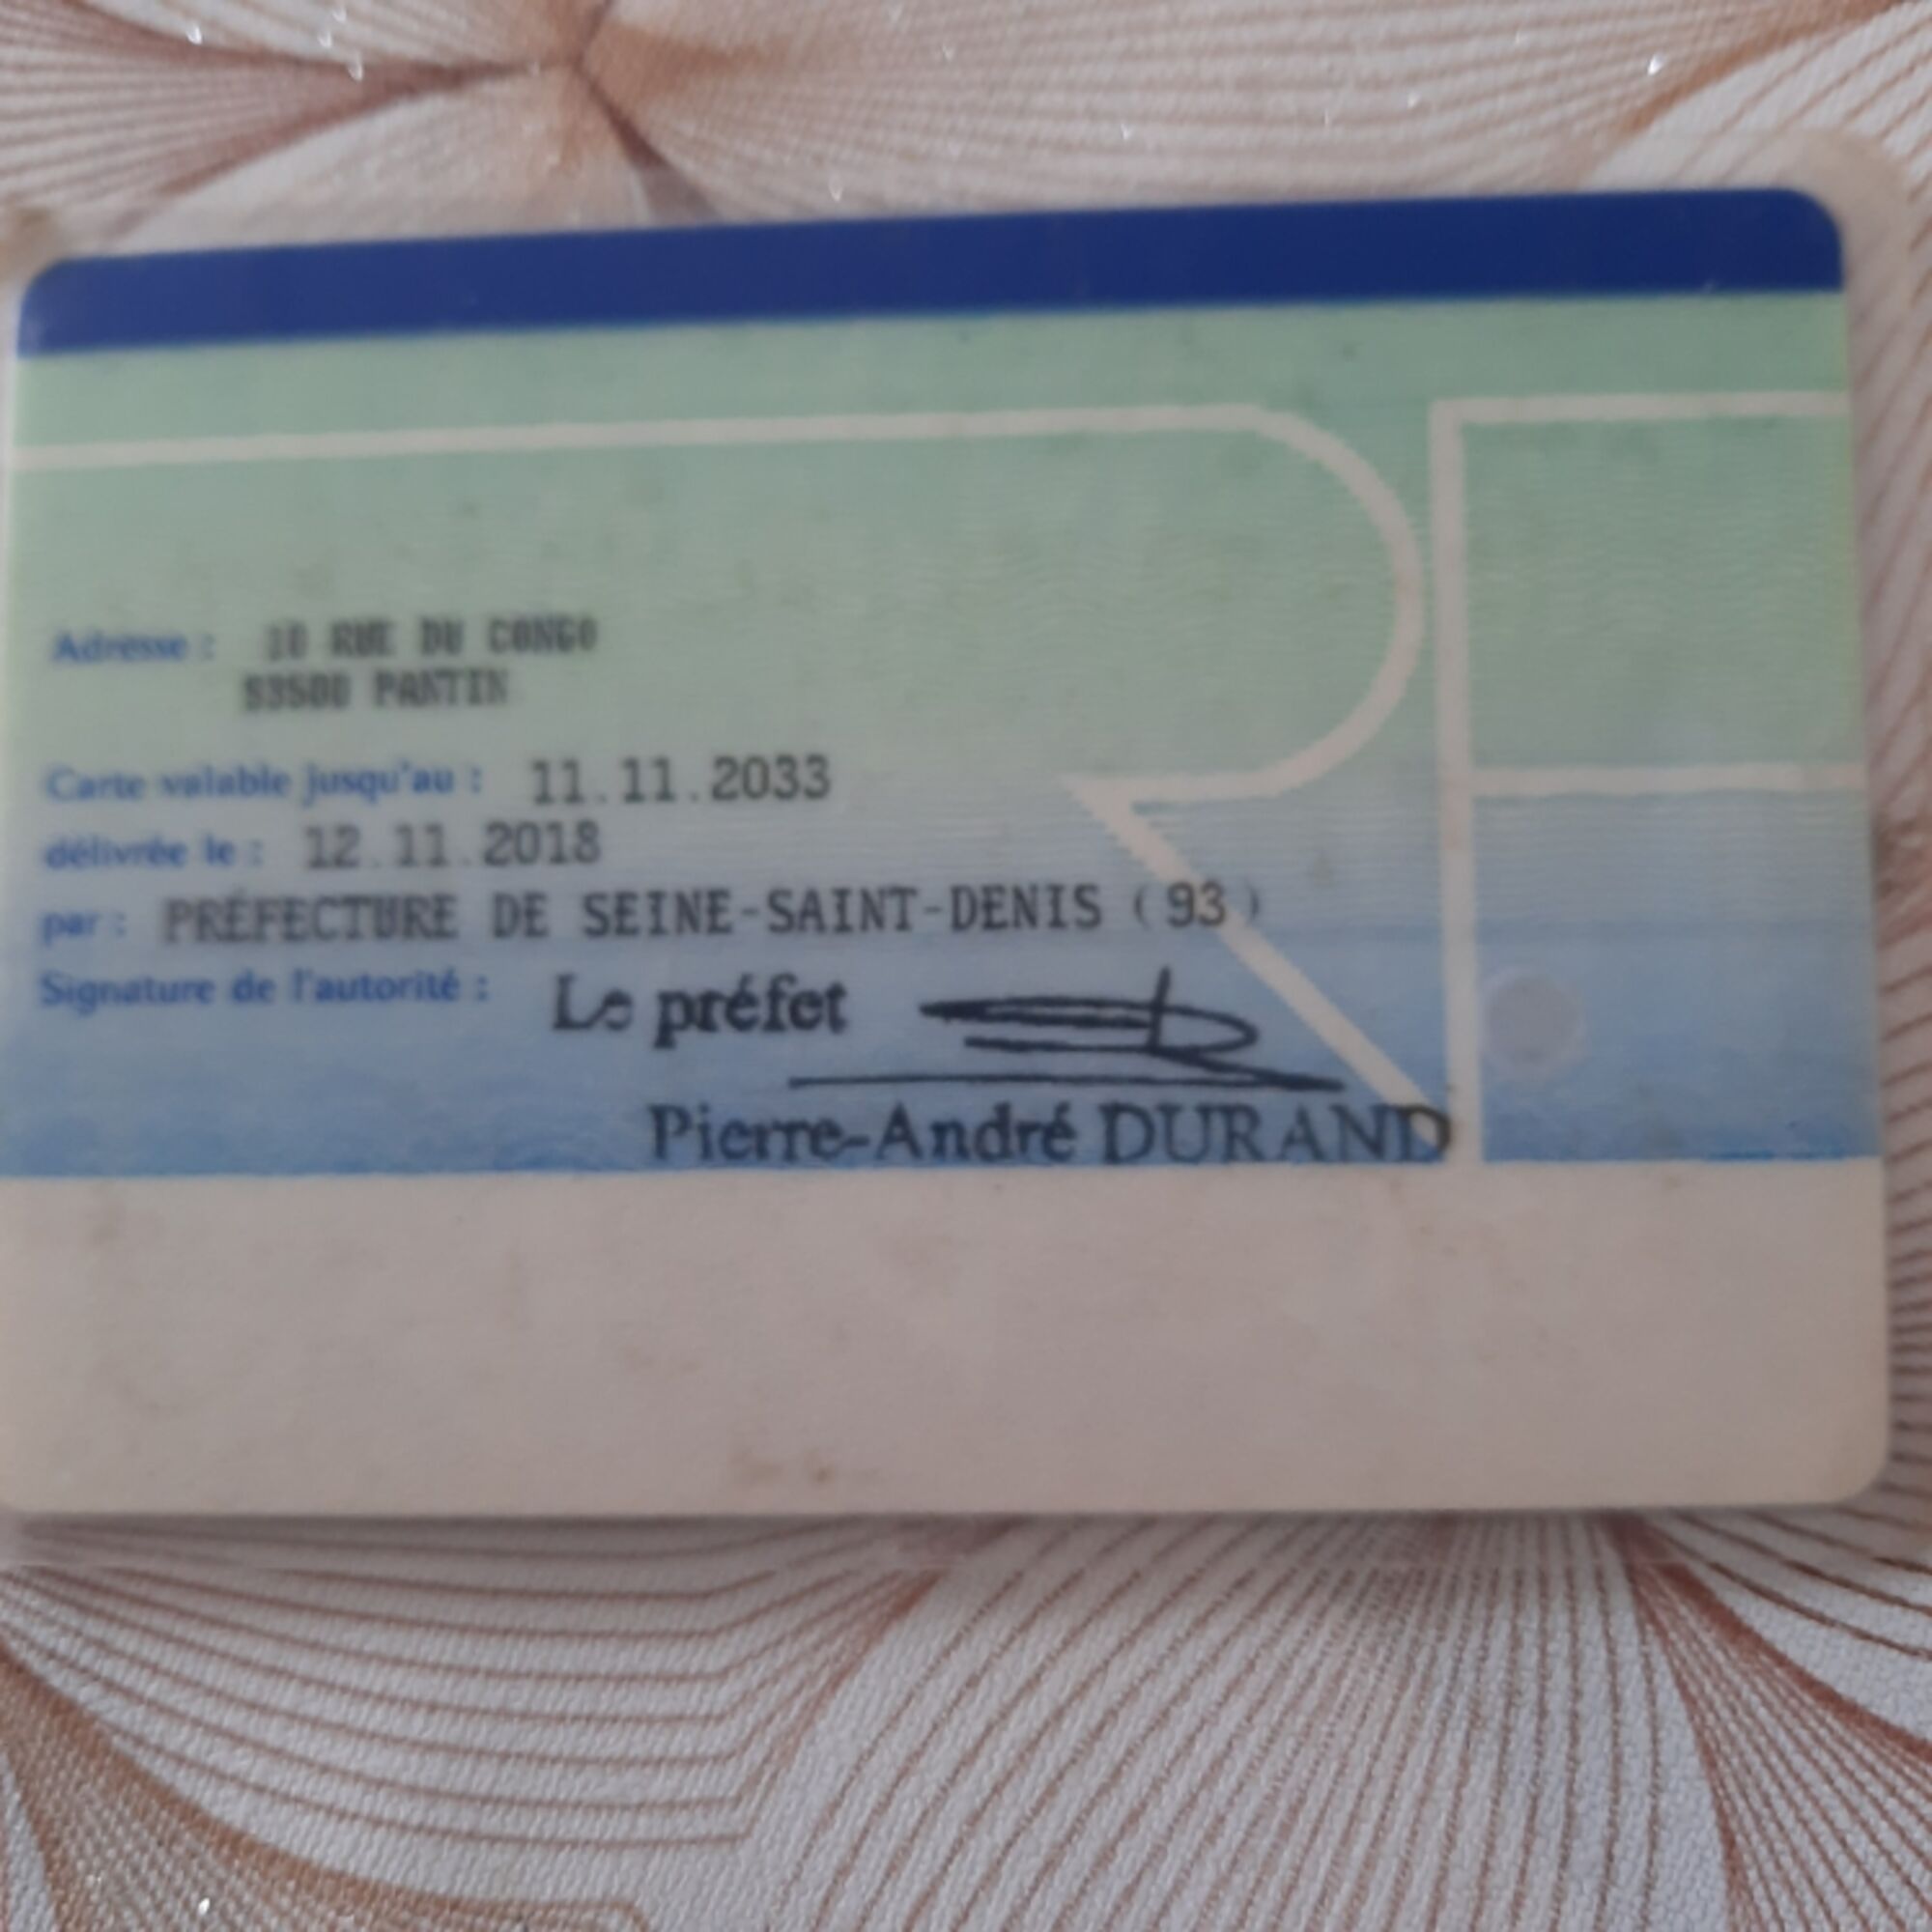 Adresse : 10 RUE DU CONGO
93500 PANTIN
Carte valable jusqu'au : 11.11.2033
délivrée le : 12.11.2018
par : PRÉFECTURE DE SEINE-SAINT-DENIS (93)
Signature de l'autorité : Le préfet
Pierre-André DURAND
RF